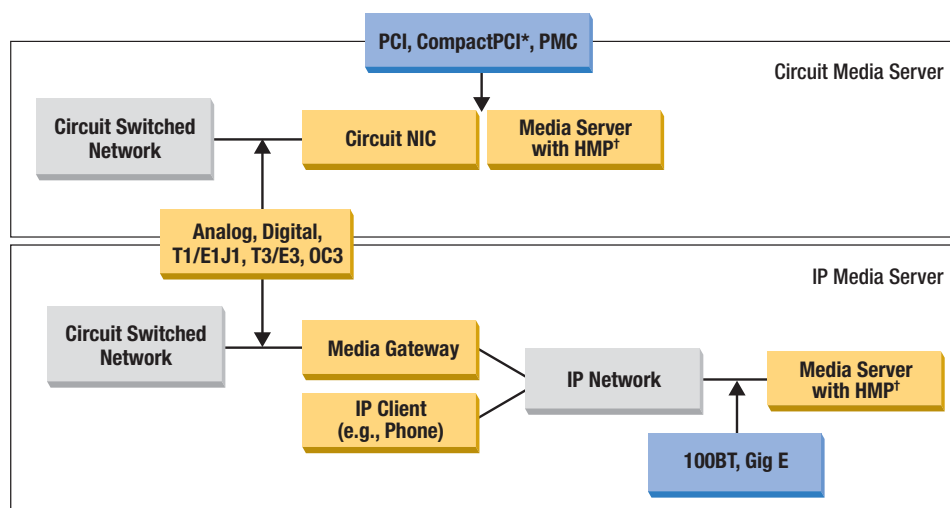 PCI, CompactPCI*, PMC
Circuit Media Server
Circuit Switched
Network
Circuit NIC
Media Server
with HMP†
Analog, Digital,
T1/E1J1, T3/E3, OC3
IP Media Server
Circuit Switched
Network
Media Gateway
IP Client
(e.g., Phone)
IP Network
Media Server
with HMP†
100BT, Gig E